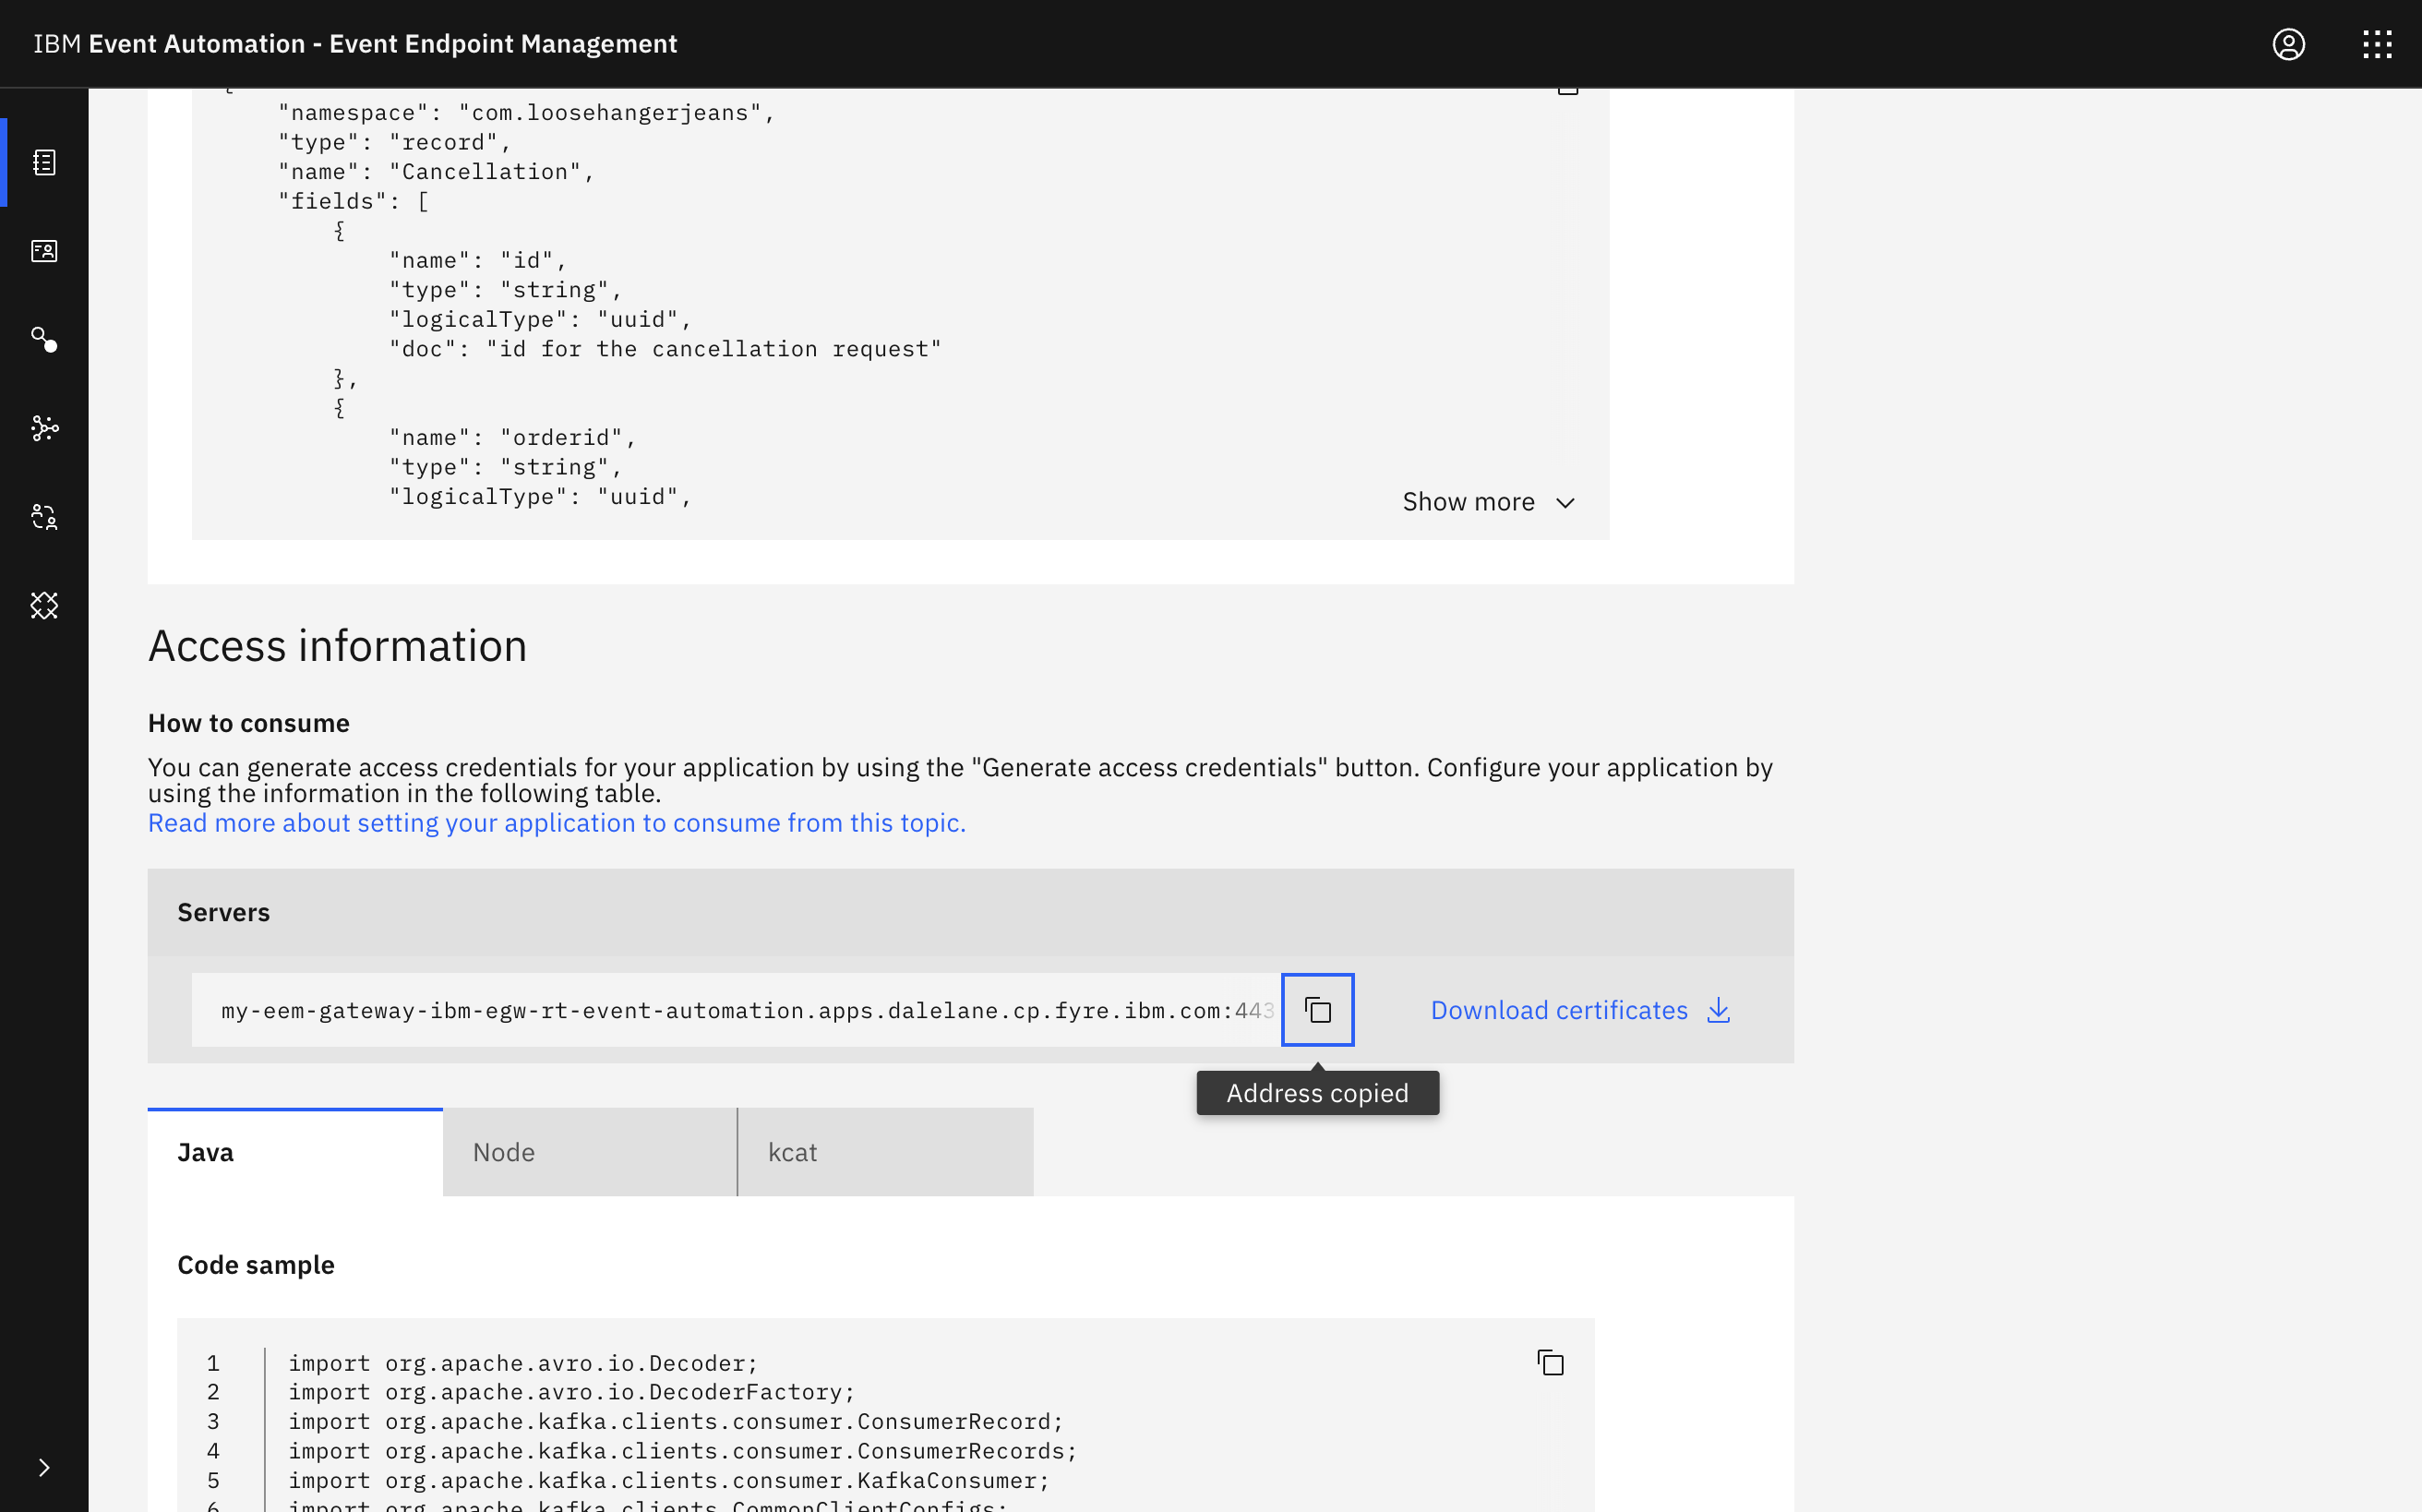 IBM Event Automation - Event Endpoint Management
{
"namespace": "com.loosehangerjeans",
"type": "record",
"name": "Cancellation",
"fields": [
{
"name": "id",
"type": "string",
"logicalType": "uuid",
"doc": "id for the cancellation request"
},
{
"name": "orderid",
"type": "string",
"logicalType": "uuid",
Show more
Access information
How to consume
You can generate access credentials for your application by using the "Generate access credentials" button. Configure your application by
using the information in the following table.
Read more about setting your application to consume from this topic.
Servers
my-eem-gateway-ibm-egw-rt-event-automation.apps.dalelane.cp.fyre.ibm.com:443
Download certificates
Address copied
Java
Node
kcat
Code sample
1 import org.apache.avro.io.Decoder;
2 import org.apache.avro.io.DecoderFactory;
3 import org.apache.kafka.clients.consumer.ConsumerRecord;
4 import org.apache.kafka.clients.consumer.ConsumerRecords;
5 import org.apache.kafka.clients.consumer.KafkaConsumer;
6 import org.apache.kafka.clients.CommonClientConfigs;